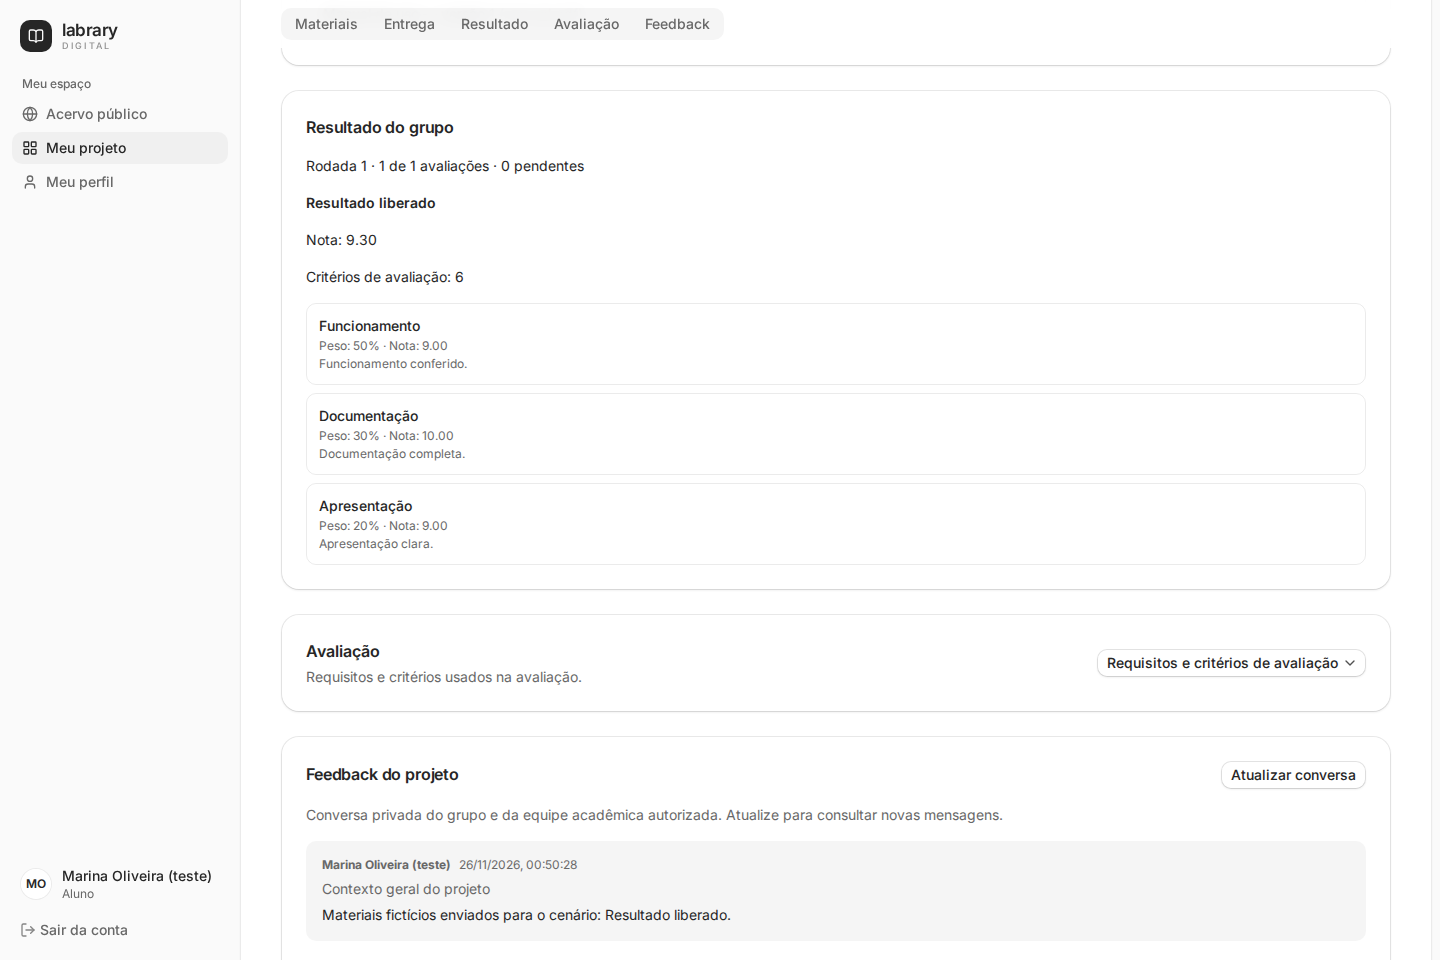 labrary
DIGITAL
Meu espaço
Acervo público
Meu projeto
Meu perfil
Marina Oliveira (teste)
MO
Aluno
Sair da conta
Materiais
Entrega
Resultado
Avaliação
Feedback
Resultado do grupo
Rodada 1 · 1 de 1 avaliações · 0 pendentes
Resultado liberado
Nota: 9.30
Critérios de avaliação: 6
Funcionamento
Peso: 50% · Nota: 9.00
Funcionamento conferido.
Documentação
Peso: 30% · Nota: 10.00
Documentação completa.
Apresentação
Peso: 20% · Nota: 9.00
Apresentação clara.
Avaliação
Requisitos e critérios usados na avaliação.
Requisitos e critérios de avaliação
Feedback do projeto
Atualizar conversa
Conversa privada do grupo e da equipe acadêmica autorizada. Atualize para consultar novas mensagens.
Marina Oliveira (teste) 26/11/2026, 00:50:28
Contexto geral do projeto
Materiais fictícios enviados para o cenário: Resultado liberado.